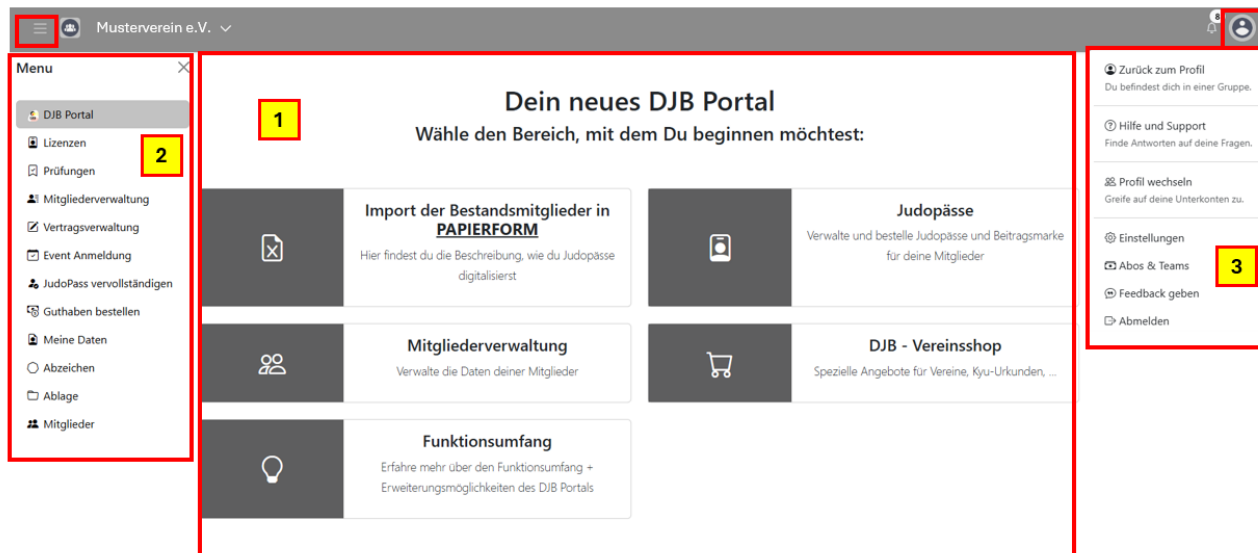 Musterverein e.V.
8
Menu
DJB Portal
Lizenzen
Prüfungen
Mitgliederverwaltung
Vertragsverwaltung
Event Anmeldung
JudoPass vervollständigen
Guthaben bestellen
Meine Daten
Abzeichen
Ablage
Mitglieder
2
1
Dein neues DJB Portal
Wähle den Bereich, mit dem Du beginnen möchtest:
Import der Bestandsmitglieder in
PAPIERFORM
Hier findest du die Beschreibung, wie du Judopässe
digitalisierst
Judopässe
Verwalte und bestelle Judopässe und Beitragsmarke
für deine Mitglieder
Mitgliederverwaltung
Verwalte die Daten deiner Mitglieder
DJB - Vereinsshop
Spezielle Angebote für Vereine, Kyu-Urkunden, ...
Funktionsumfang
Erfahre mehr über den Funktionsumfang +
Erweiterungsmöglichkeiten des DJB Portals
Zurück zum Profil
Du befindest dich in einer Gruppe.
Hilfe und Support
Finde Antworten auf deine Fragen.
Profil wechseln
Greife auf deine Unterkonten zu.
Einstellungen
Abos & Teams
Feedback geben
Abmelden
3